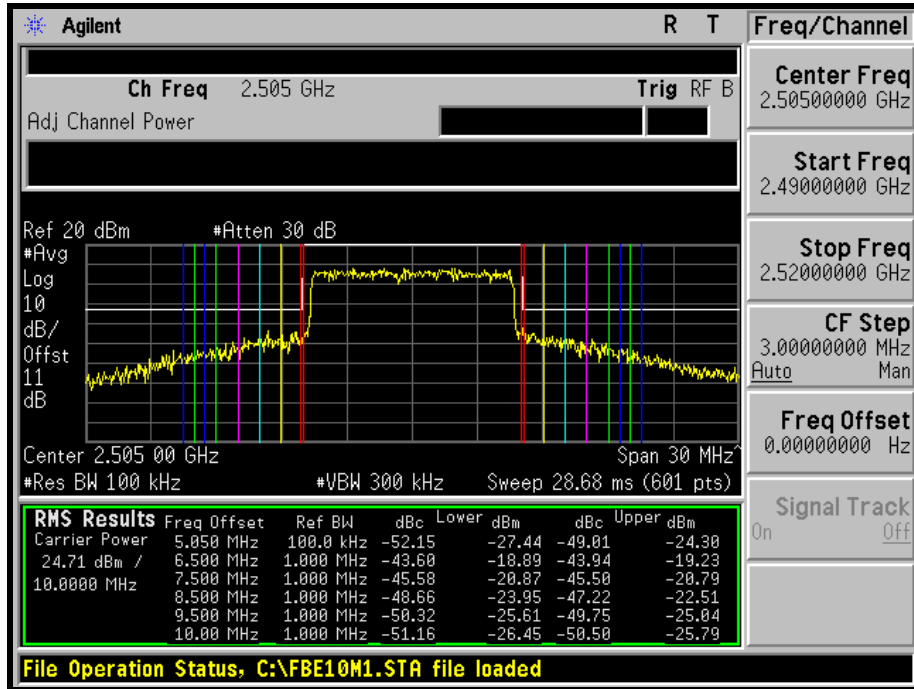 Agilent R T Freq/Channel
Ch Freq 2.505 GHz Trig RF B
Adj Channel Power
Center Freq
2.50500000 GHz
Start Freq
2.49000000 GHz
Stop Freq
2.52000000 GHz
CF Step
3.00000000 MHz
Auto Man
Freq Offset
0.00000000 Hz
Signal Track
On Off
Ref 20 dBm #Atten 30 dB
#Avg
Log
10
dB/
Offst
11
dB
Center 2.505 00 GHz Span 30 MHz^
#Res BW 100 kHz #VBW 300 kHz Sweep 28.68 ms (601 pts)
RMS Results Freq Offset Ref BW dBc Lower dBm dBc Upper dBm
Carrier Power 5.050 MHz 100.0 kHz -52.15 -27.44 -49.01 -24.30
24.71 dBm / 6.500 MHz 1.000 MHz -43.60 -18.89 -43.94 -19.23
10.0000 MHz 7.500 MHz 1.000 MHz -45.58 -20.87 -45.50 -20.79
8.500 MHz 1.000 MHz -48.66 -23.95 -47.22 -22.51
9.500 MHz 1.000 MHz -50.32 -25.61 -49.75 -25.04
10.00 MHz 1.000 MHz -51.16 -26.45 -50.50 -25.79
File Operation Status, C:\FBE10M1.STA file loaded